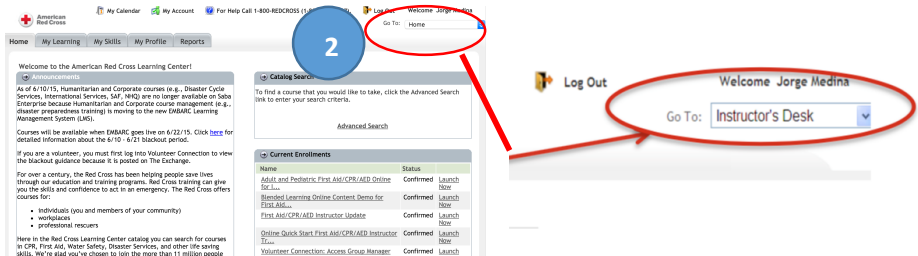 American
Red Cross
My Calendar My Account For Help Call 1-800-REDCROSS Log Out Welcome Jorge Medina
Go To: Home
Home My Learning My Skills My Profile Reports
2
Welcome to the American Red Cross Learning Center!
Announcements
As of 6/10/15, Humanitarian and Corporate courses (e.g., Disaster Cycle
Services, International Services, SAF, NHQ) are no longer available on Saba
Enterprise because Humanitarian and Corporate course management (e.g.,
disaster preparedness training) is moving to the new EMBARC Learning
Management System (LMS).
Courses will be available when EMBARC goes live on 6/22/15. Click here for
detailed information about the 6/10 - 6/21 blackout period.
If you are a volunteer, you must first log into Volunteer Connection to view
the blackout guidance because it is posted on The Exchange.
For over a century, the Red Cross has been helping people save lives
through our education and training programs. Red Cross training can give
you the skills and confidence to act in an emergency. The Red Cross offers
courses for:
• individuals (you and members of your community)
• workplaces
• professional rescuers
Here in the Red Cross Learning Center catalog you can search for courses
in CPR, First Aid, Water Safety, Disaster Services, and other life saving
skills. We're glad you've chosen to join the more than 11 million people
Catalog Search
To find a course that you would like to take, click the Advanced Search
link to enter your search criteria.
Advanced Search
Current Enrollments
Name Status
Adult and Pediatric First Aid/CPR/AED Online
for I... Confirmed Launch
Now
Blended Learning Online Content Demo for
First Aid... Confirmed Launch
Now
First Aid/CPR/AED Instructor Update Confirmed Launch
Now
Online Quick Start First Aid/CPR/AED Instructor
Tr... Confirmed Launch
Now
Volunteer Connection: Access Group Manager Confirmed Launch
Log Out Welcome Jorge Medina
Go To: Instructor's Desk